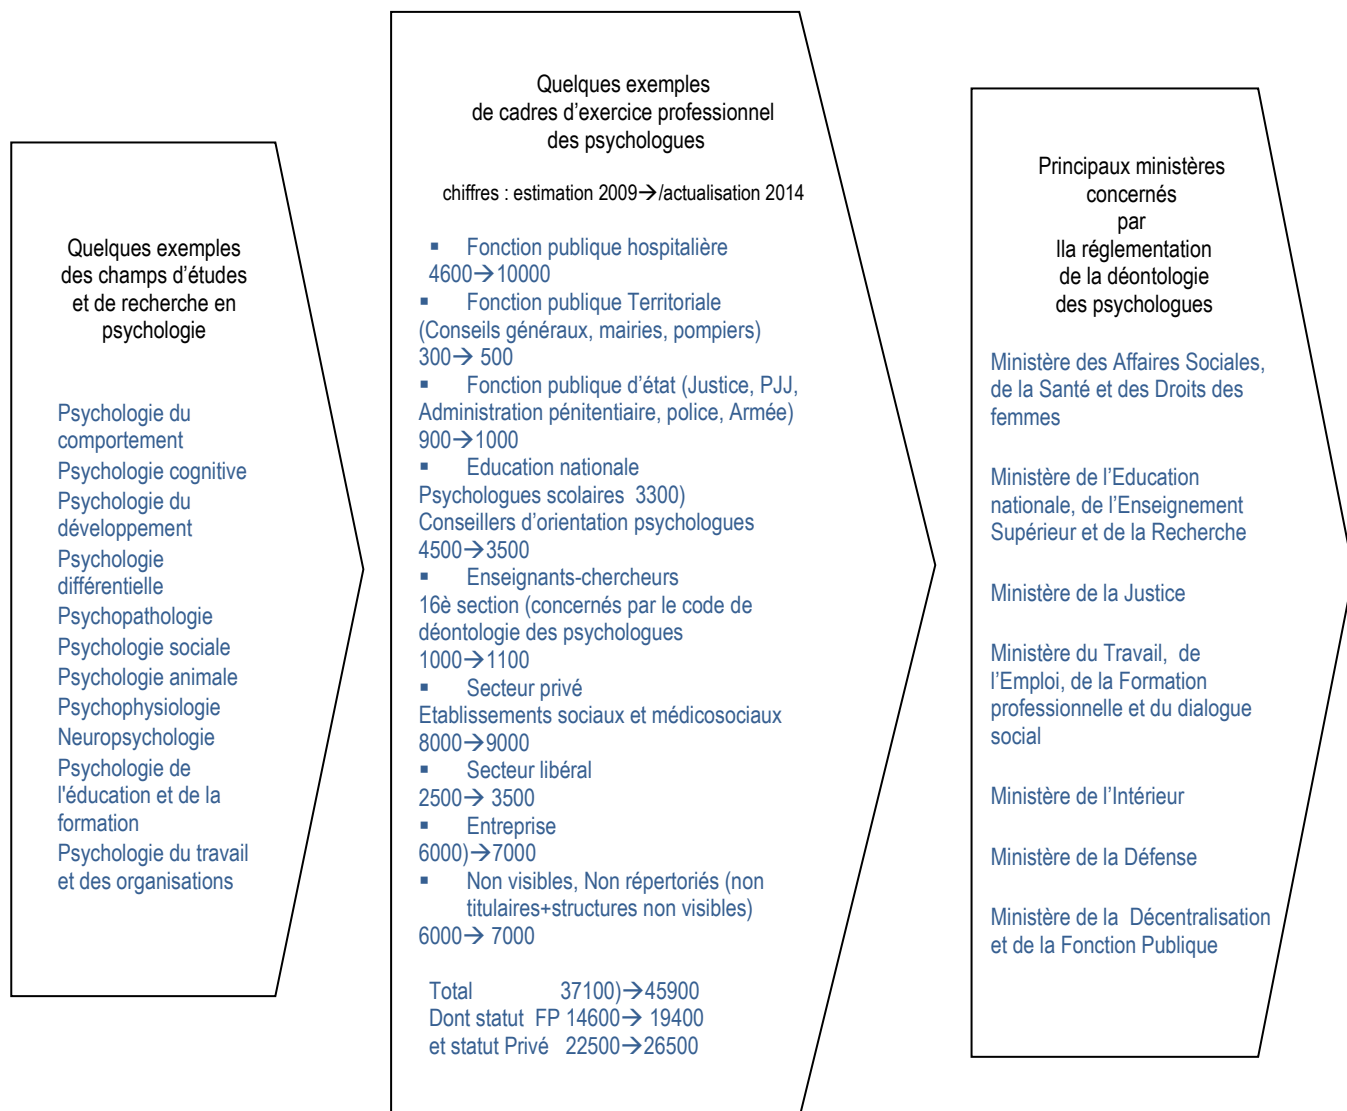 Quelques exemples
des champs d'études
et de recherche en
psychologie
Psychologie du
comportement
Psychologie cognitive
Psychologie du
développement
Psychologie
différentielle
Psychopathologie
Psychologie sociale
Psychologie animale
Psychophysiologie
Neuropsychologie
Psychologie de
l'éducation et de la
formation
Psychologie du travail
et des organisations
Quelques exemples
de cadres d'exercice professionnel
des psychologues
chiffres : estimation 2009→/actualisation 2014
▪ Fonction publique hospitalière
4600→10000
▪ Fonction publique Territoriale
(Conseils généraux, mairies, pompiers)
300→ 500
▪ Fonction publique d'état (Justice, PJJ,
Administration pénitentiaire, police, Armée)
900→1000
▪ Education nationale
Psychologues scolaires 3300)
Conseillers d'orientation psychologues
4500→3500
▪ Enseignants-chercheurs
16è section (concernés par le code de
déontologie des psychologues
1000→1100
▪ Secteur privé
Etablissements sociaux et médicosociaux
8000→9000
▪ Secteur libéral
2500→ 3500
▪ Entreprise
6000)→7000
▪ Non visibles, Non répertoriés (non
titulaires+structures non visibles)
6000→ 7000
Total 37100)→45900
Dont statut FP 14600→ 19400
et statut Privé 22500→26500
Principaux ministères
concernés
par
lla réglementation
de la déontologie
des psychologues
Ministère des Affaires Sociales,
de la Santé et des Droits des
femmes
Ministère de l'Education
nationale, de l'Enseignement
Supérieur et de la Recherche
Ministère de la Justice
Ministère du Travail, de
l'Emploi, de la Formation
professionnelle et du dialogue
social
Ministère de l'Intérieur
Ministère de la Défense
Ministère de la Décentralisation
et de la Fonction Publique